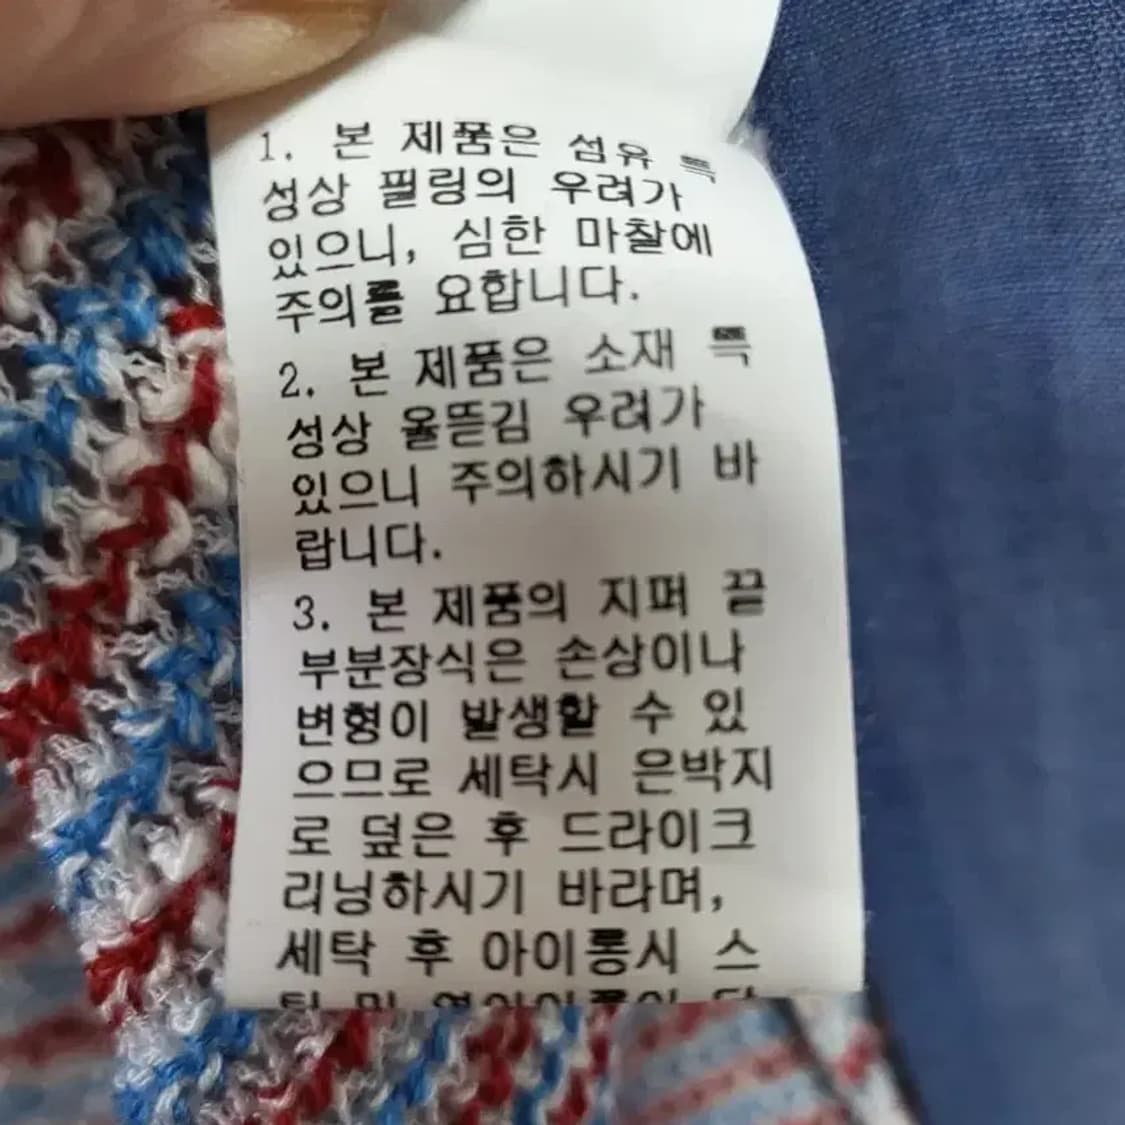 1. 본 제품은 섬유 특
성상 필링의 우려가
있으니, 심한 마찰에
주의를 요합니다.
2. 본 제품은 소재 특
성상 올뜯김 우려가
있으니 주의하시기 바
랍니다.
3. 본 제품의 지퍼 끝
부분장식은 손상이나
변형이 발생할 수 있
으므로 세탁시 은박지
로 덮은 후 드라이크
리닝하시기 바라며,
세탁 후 아이롱시 스